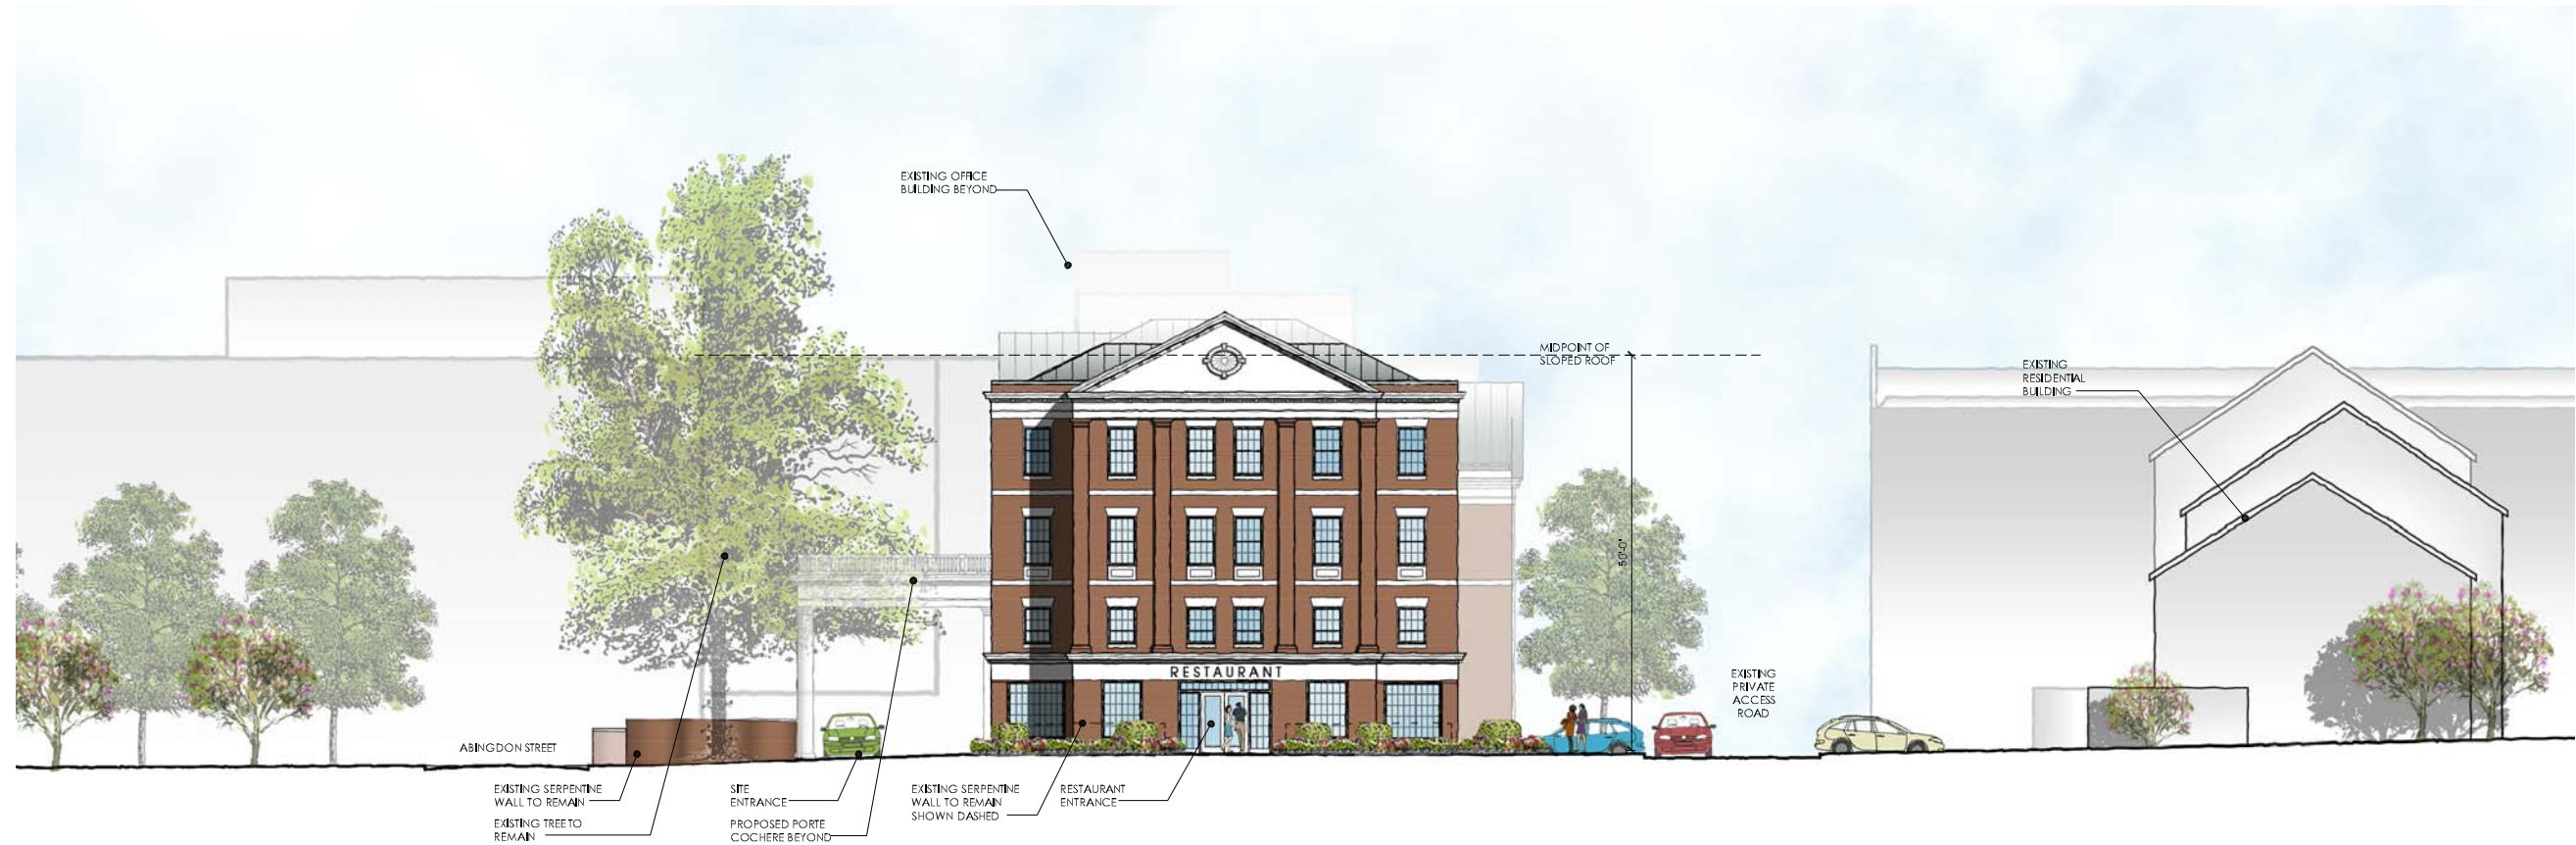 EXISTING OFFICE
BUILDING BEYOND
MIDPOINT OF
SLOPED ROOF
EXISTING
RESIDENTIAL
BUILDING
50'-0"
RESTAURANT
EXISTING
PRIVATE
ACCESS
ROAD
ABINGDON STREET
EXISTING SERPENTINE
WALL TO REMAIN
EXISTING TREE TO
REMAIN
SITE
ENTRANCE
PROPOSED PORTE
COCHERE BEYOND
EXISTING SERPENTINE
WALL TO REMAIN
SHOWN DASHED
RESTAURANT
ENTRANCE